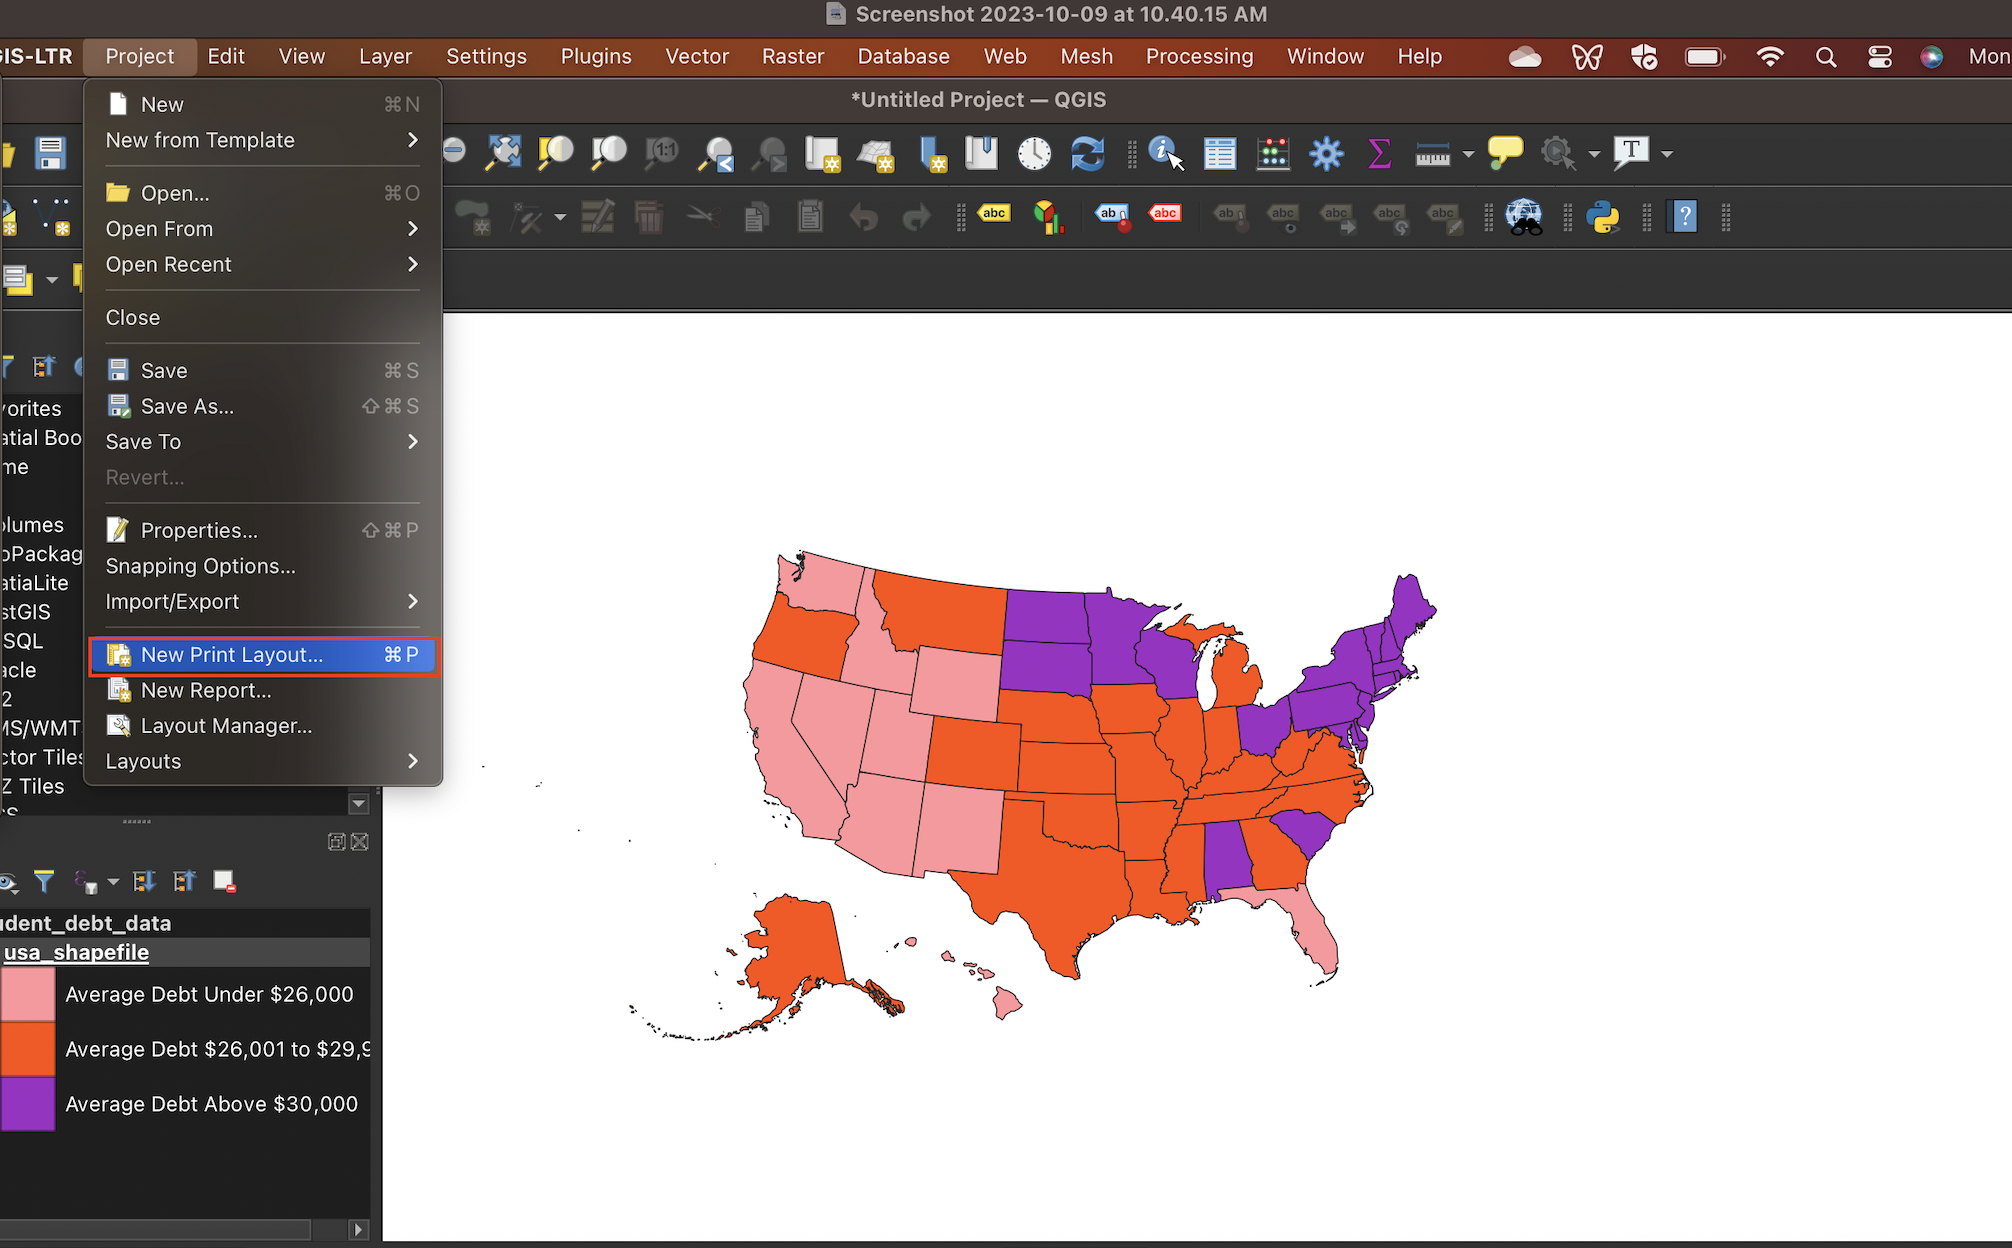 Screenshot 2023-10-09 at 10.40.15 AM
GIS-LTR Project Edit View Layer Settings Plugins Vector Raster Database Web Mesh Processing Window Help Mon
*Untitled Project — QGIS
New ⌘N
New from Template
Open... ⌘O
Open From
Open Recent
Close
Save ⌘S
Save As... ⇧⌘S
Save To
Revert...
Properties... ⇧⌘P
Snapping Options...
Import/Export
New Print Layout... ⌘P
New Report...
Layout Manager...
Layouts
1:1
T
abc
ab
abc
ab
abc
abc
abc
abc
?
vorites
atial Boo
me
olumes
oPackag
atiaLite
stGIS
SQL
acle
2
MS/WMT
ctor Tiles
Z Tiles
udent_debt_data
usa_shapefile
Average Debt Under $26,000
Average Debt $26,001 to $29,9
Average Debt Above $30,000